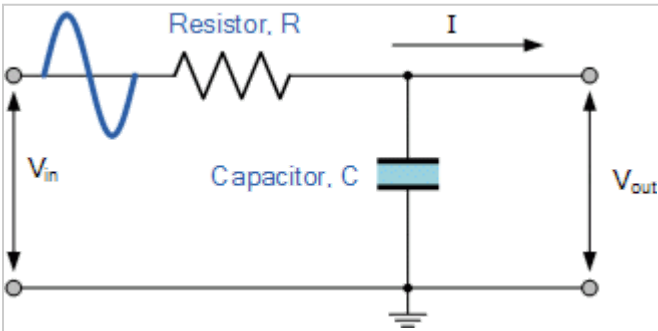 Resistor, R
I
Vin
Capacitor, C
Vout